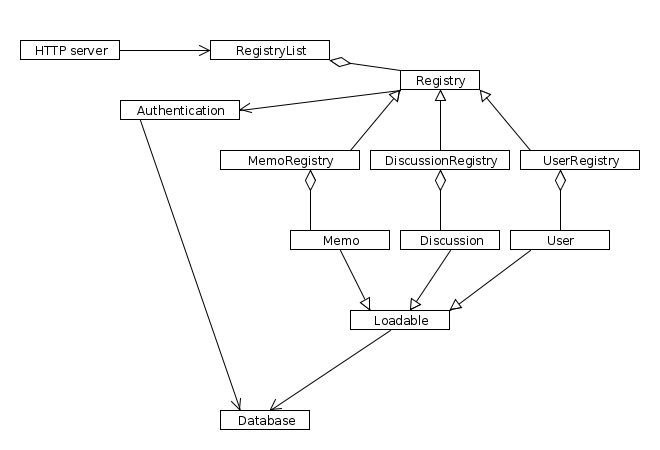 HTTP server
RegistryList
Registry
Authentication
MemoRegistry
DiscussionRegistry
UserRegistry
Memo
Discussion
User
Loadable
Database